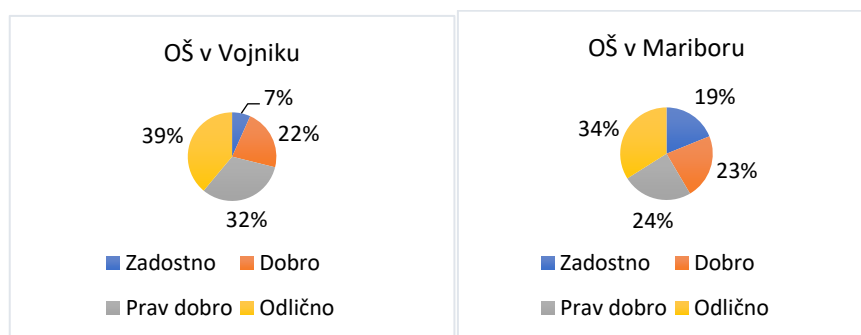 OŠ v Vojniku
7%
39%
22%
32%
Zadostno Dobro
Prav dobro Odlično
OŠ v Mariboru
19%
34%
23%
24%
Zadostno Dobro
Prav dobro Odlično